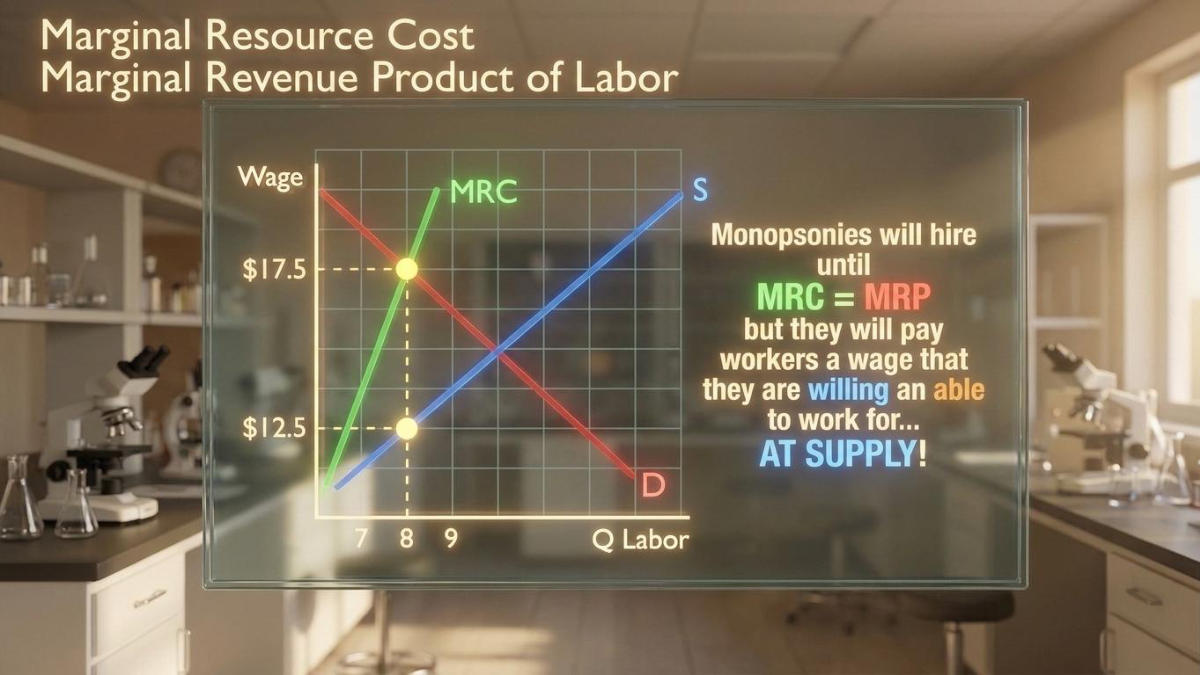 Marginal Resource Cost
Marginal Revenue Product of Labor
Wage
MRC
S
$17.5
$12.5
D
7 8 9
Q Labor
Monopsonies will hire
until
MRC = MRP
but they will pay
workers a wage that
they are willing an able
to work for...
AT SUPPLY!